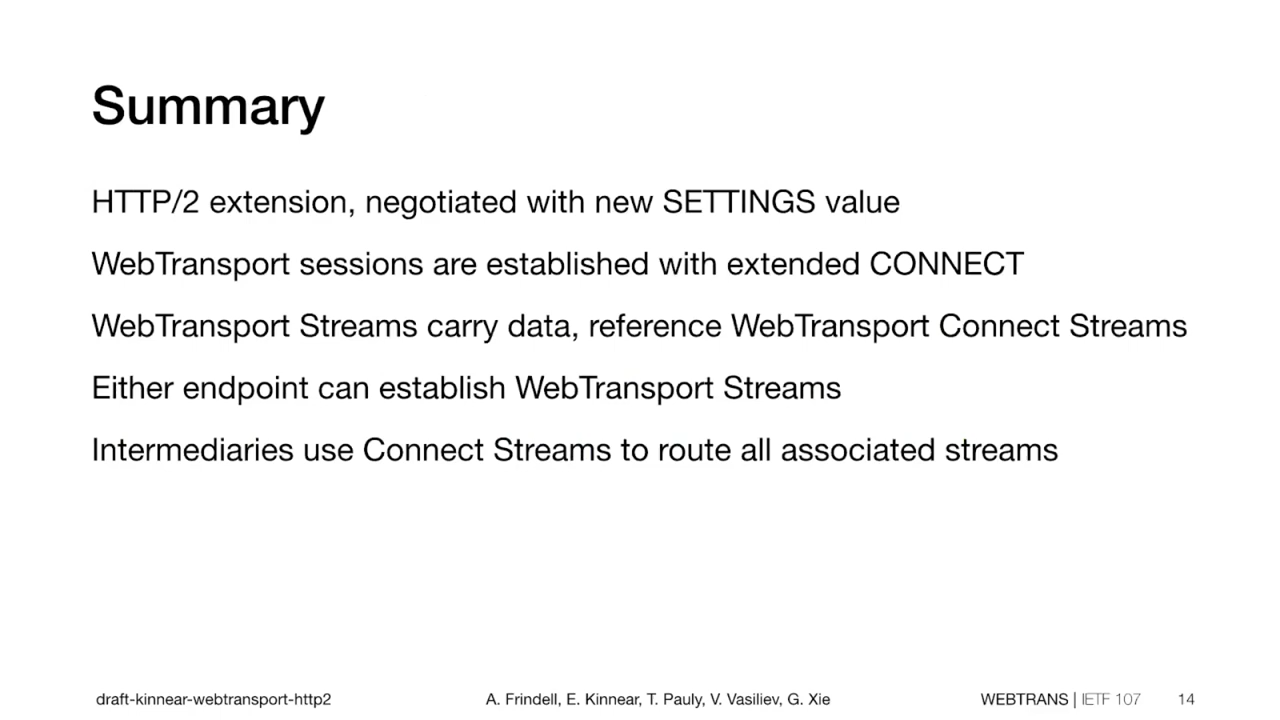 Summary
HTTP/2 extension, negotiated with new SETTINGS value
WebTransport sessions are established with extended CONNECT
WebTransport Streams carry data, reference WebTransport Connect Streams
Either endpoint can establish WebTransport Streams
Intermediaries use Connect Streams to route all associated streams
draft-kinnear-webtransport-http2 A. Frindell, E. Kinnear, T. Pauly, V. Vasiliev, G. Xie WEBTRANS | IETF 107 14